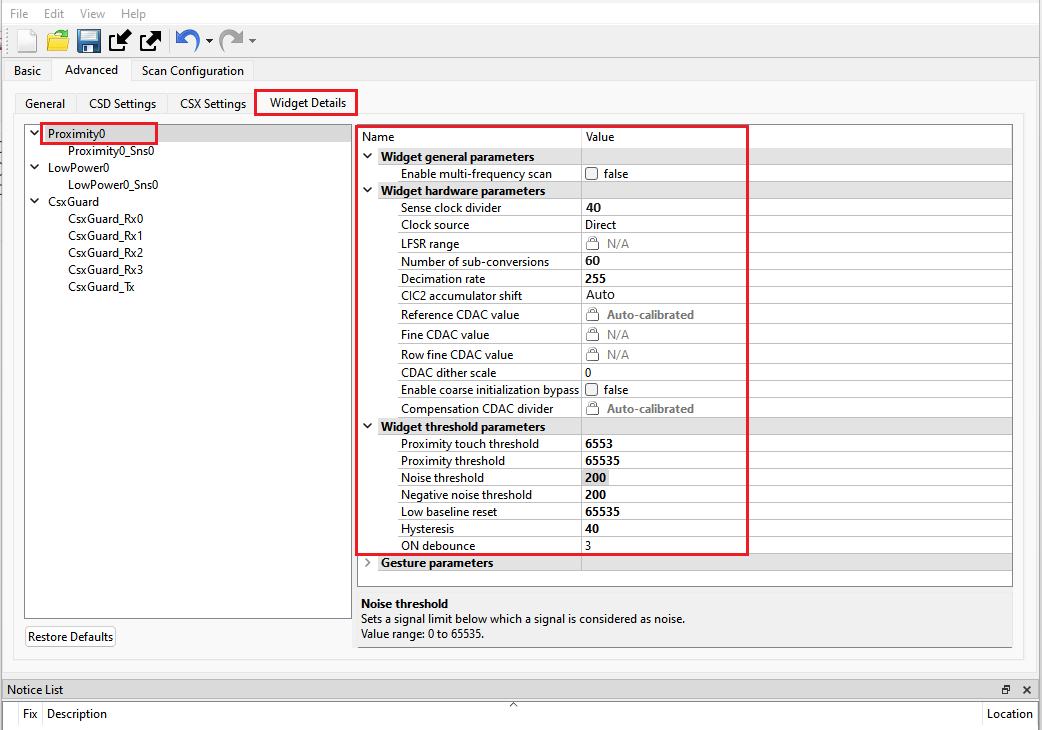 File Edit View Help
Basic Advanced Scan Configuration
General CSD Settings CSX Settings Widget Details
Proximity0
Proximity0_Sns0
LowPower0
LowPower0_Sns0
CsxGuard
CsxGuard_Rx0
CsxGuard_Rx1
CsxGuard_Rx2
CsxGuard_Rx3
CsxGuard_Tx
Restore Defaults
Name Value
Widget general parameters
Enable multi-frequency scan false
Widget hardware parameters
Sense clock divider 40
Clock source Direct
LFSR range N/A
Number of sub-conversions 60
Decimation rate 255
CIC2 accumulator shift Auto
Reference CDAC value Auto-calibrated
Fine CDAC value N/A
Row fine CDAC value N/A
CDAC dither scale 0
Enable coarse initialization bypass false
Compensation CDAC divider Auto-calibrated
Widget threshold parameters
Proximity touch threshold 6553
Proximity threshold 65535
Noise threshold 200
Negative noise threshold 200
Low baseline reset 65535
Hysteresis 40
ON debounce 3
Gesture parameters
Noise threshold
Sets a signal limit below which a signal is considered as noise.
Value range: 0 to 65535.
Notice List
Fix Description Location